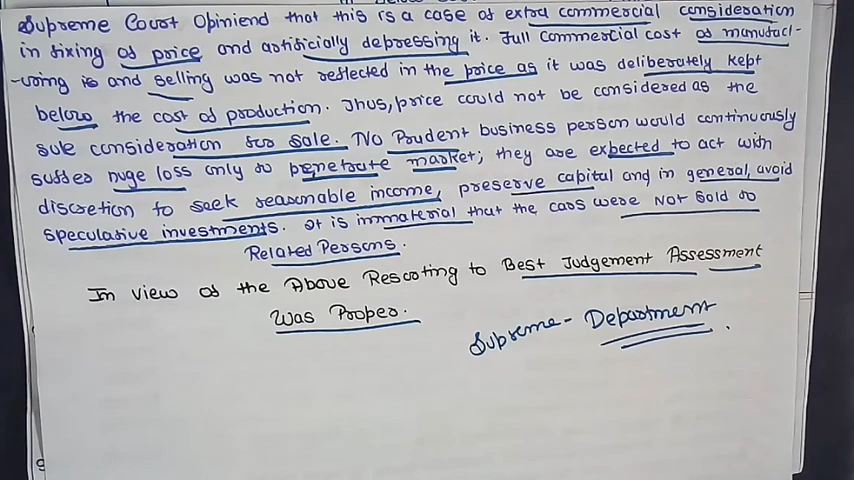 Supreme Court Opiniend that this is a case of extra commercial consideration
in fixing of price and artificially depressing it. Full commercial cost of manufact-
-uring is and selling was not reflected in the price as it was deliberately kept
below the cost of production. Thus, price could not be considered as the
sole consideration for sale. No Prudent business person would continuously
suffer huge loss only to penetrate market; they are expected to act with
discretion to seek reasonable income, preserve capital and in general, avoid
speculasive investments. It is immaterial that the cars were not sold to
Related Persons.
In view of the Above Resorting to Best Judgement Assessment
Was Proper.
Supreme- Department.